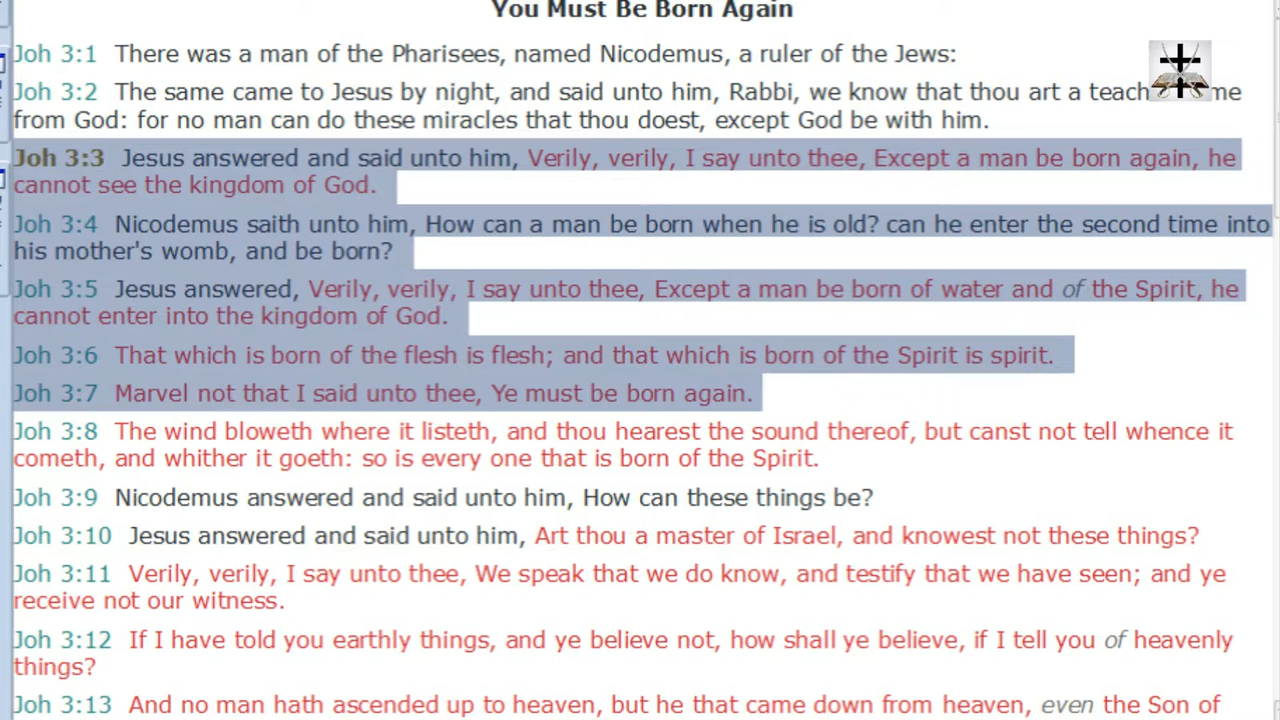 You Must Be Born Again
Joh 3:1 There was a man of the Pharisees, named Nicodemus, a ruler of the Jews:
Joh 3:2 The same came to Jesus by night, and said unto him, Rabbi, we know that thou art a teach me
from God: for no man can do these miracles that thou doest, except God be with him.
Joh 3:3 Jesus answered and said unto him, Verily, verily, I say unto thee, Except a man be born again, he
cannot see the kingdom of God.
Joh 3:4 Nicodemus saith unto him, How can a man be born when he is old? can he enter the second time into
his mother's womb, and be born?
Joh 3:5 Jesus answered, Verily, verily, I say unto thee, Except a man be born of water and of the Spirit, he
cannot enter into the kingdom of God.
Joh 3:6 That which is born of the flesh is flesh; and that which is born of the Spirit is spirit.
Joh 3:7 Marvel not that I said unto thee, Ye must be born again.
Joh 3:8 The wind bloweth where it listeth, and thou hearest the sound thereof, but canst not tell whence it
cometh, and whither it goeth: so is every one that is born of the Spirit.
Joh 3:9 Nicodemus answered and said unto him, How can these things be?
Joh 3:10 Jesus answered and said unto him, Art thou a master of Israel, and knowest not these things?
Joh 3:11 Verily, verily, I say unto thee, We speak that we do know, and testify that we have seen; and ye
receive not our witness.
Joh 3:12 If I have told you earthly things, and ye believe not, how shall ye believe, if I tell you of heavenly
things?
Joh 3:13 And no man hath ascended up to heaven, but he that came down from heaven, even the Son of